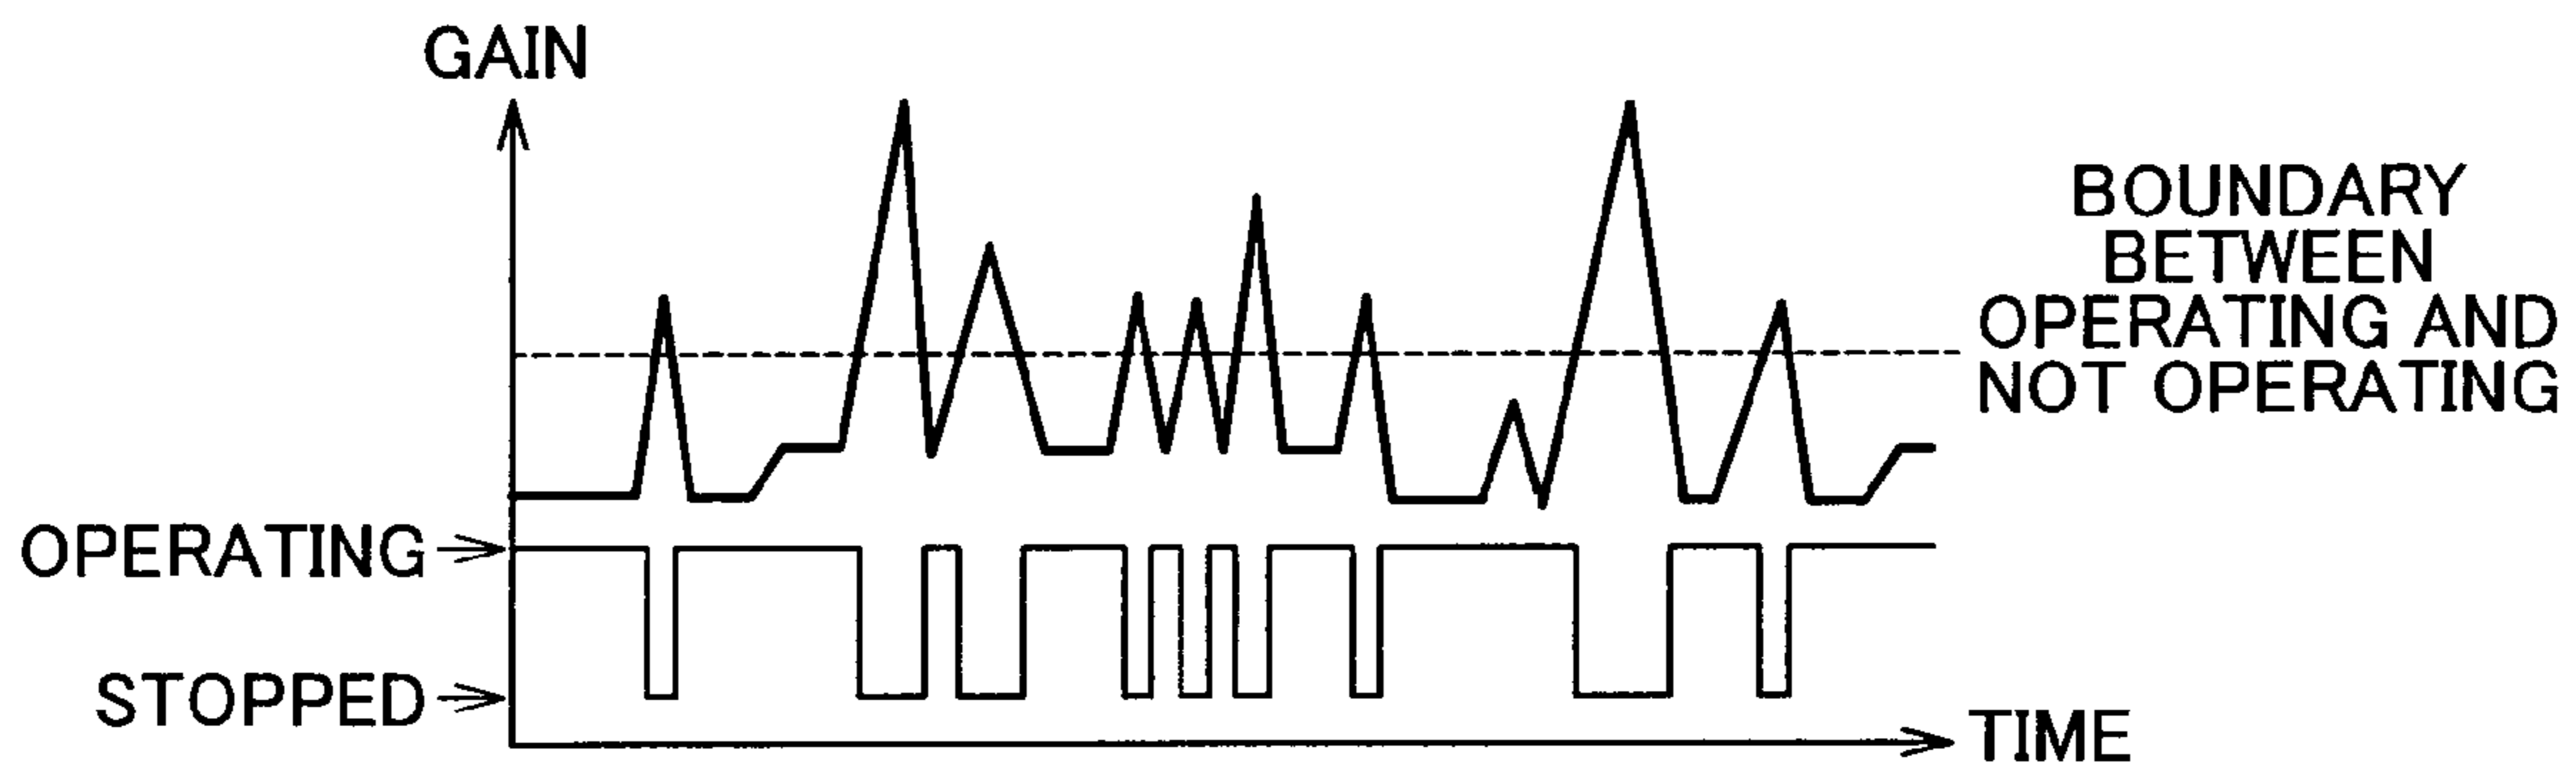 GAIN
BOUNDARY
BETWEEN
OPERATING AND
NOT OPERATING
OPERATING
STOPPED
TIME